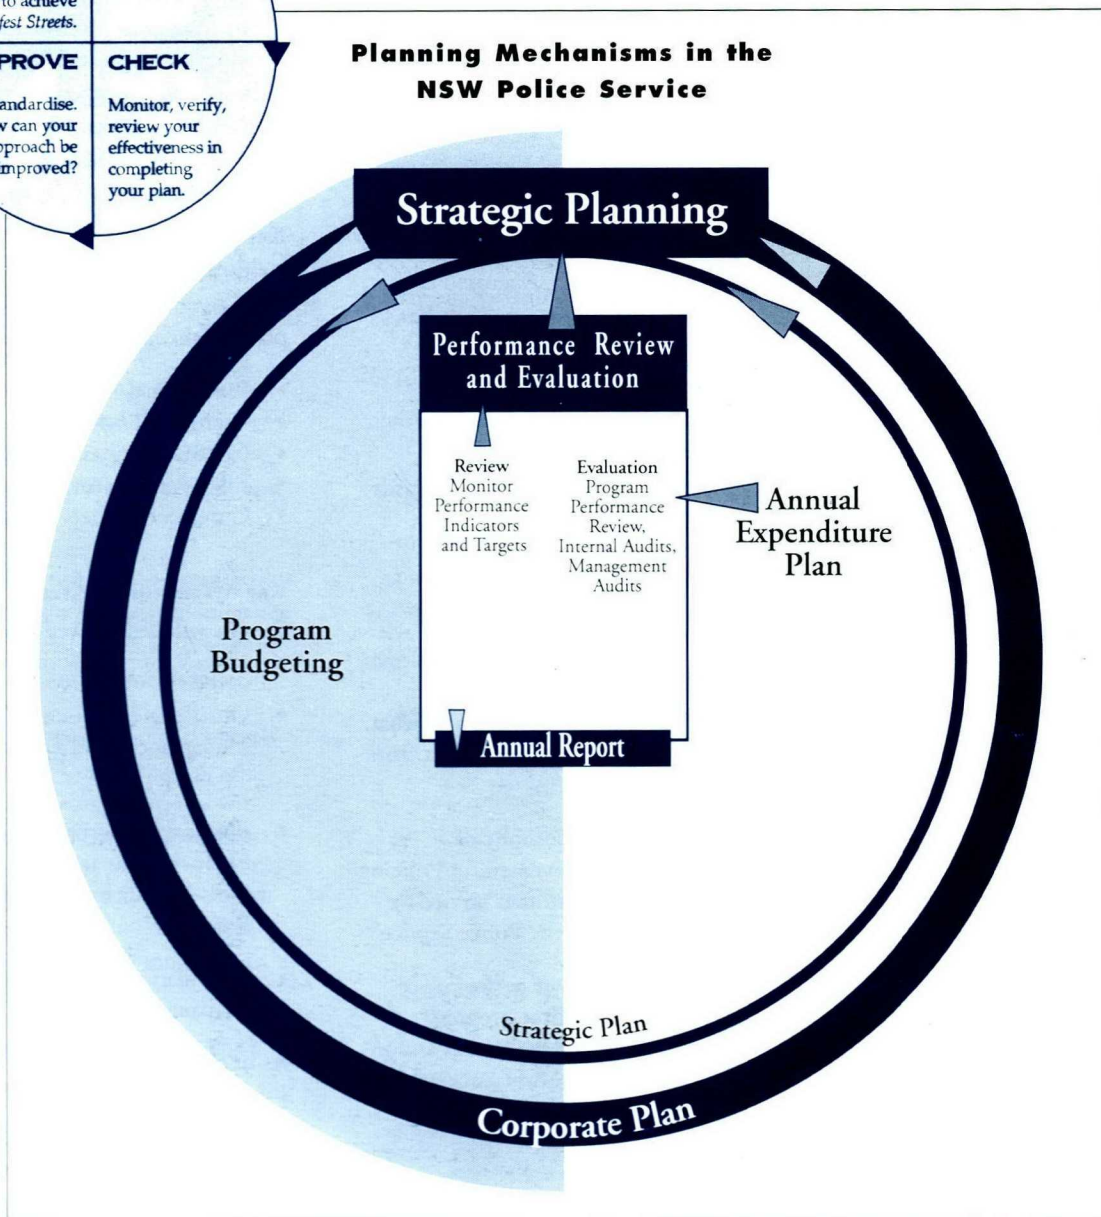 to achieve
fest Streets.
PROVE
andardise.
w can your
pproach be
mproved?
CHECK
Monitor, verify,
review your
effectiveness in
completing
your plan.
Planning Mechanisms in the
NSW Police Service
Strategic Planning
Performance Review
and Evaluation
Review
Monitor
Performance
Indicators
and Targets
Evaluation
Program
Performance
Review,
Internal Audits,
Management
Audits
Annual
Expenditure
Plan
Program
Budgeting
Annual Report
Strategic Plan
Corporate Plan